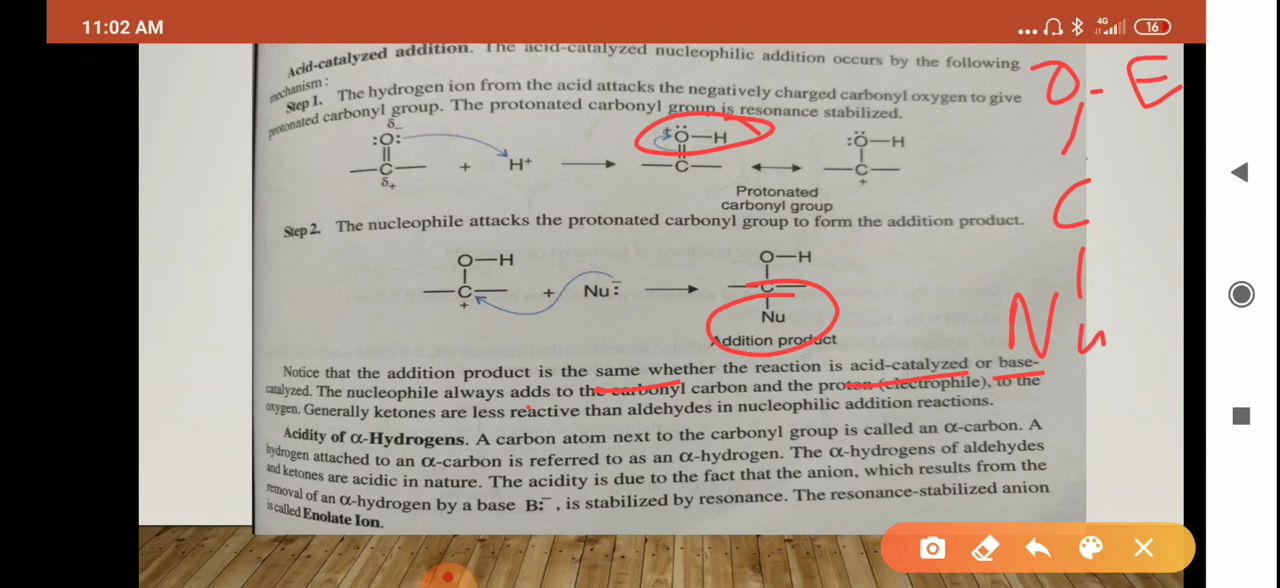 11:02 AM
4G
16
Acid-catalyzed addition. The acid-catalyzed nucleophilic addition occurs by the following
mechanism :
Step 1. The hydrogen ion from the acid attacks the negatively charged carbonyl oxygen to give
protonated carbonyl group. The protonated carbonyl group is resonance stabilized.
δ−
:O: Ö—H :Ö—H
+
—C— + H+ —C— —C—
δ+ +
Protonated
carbonyl group
Step 2. The nucleophile attacks the protonated carbonyl group to form the addition product.
O—H O—H
—C— + Nu:− —C—
+ Nu
Addition product
Notice that the addition product is the same whether the reaction is acid-catalyzed or base-
catalyzed. The nucleophile always adds to the carbonyl carbon and the proton (electrophile), to the
oxygen. Generally ketones are less reactive than aldehydes in nucleophilic addition reactions.
Acidity of α-Hydrogens. A carbon atom next to the carbonyl group is called an α-carbon. A
hydrogen attached to an α-carbon is referred to as an α-hydrogen. The α-hydrogens of aldehydes
and ketones are acidic in nature. The acidity is due to the fact that the anion, which results from the
removal of an α-hydrogen by a base B:−, is stabilized by resonance. The resonance-stabilized anion
is called Enolate Ion.
O-E
C
Nu